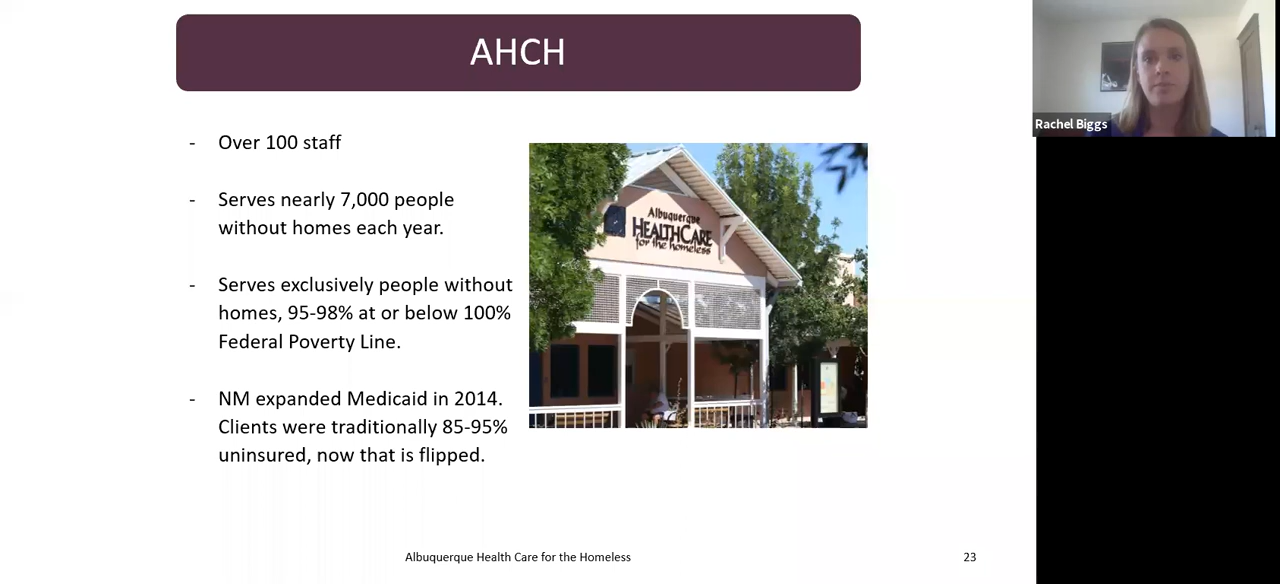 AHCH
- Over 100 staff
- Serves nearly 7,000 people
without homes each year.
- Serves exclusively people without
homes, 95-98% at or below 100%
Federal Poverty Line.
- NM expanded Medicaid in 2014.
Clients were traditionally 85-95%
uninsured, now that is flipped.
Albuquerque
HEALTHCARE
for the homeless
Albuquerque Health Care for the Homeless
23
Rachel Biggs